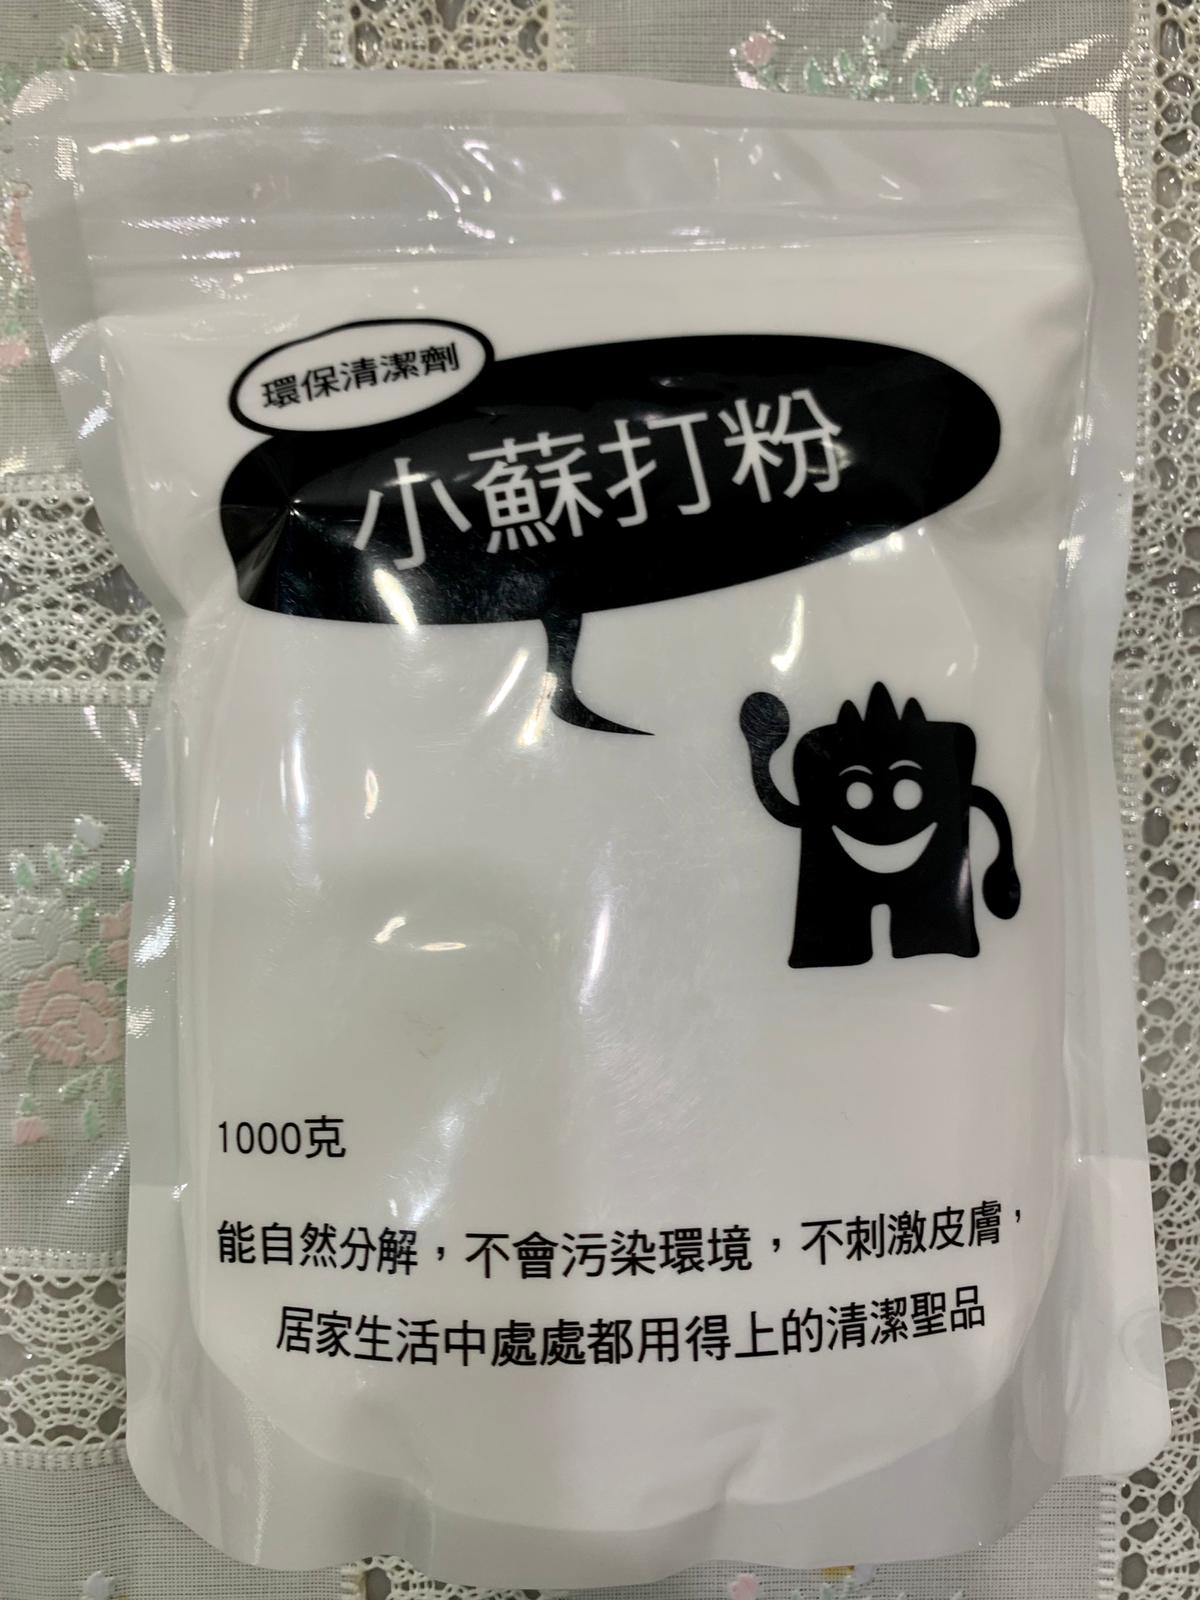 環保清潔劑
小蘇打粉
1000克
能自然分解，不會污染環境，不刺激皮膚，
居家生活中處處都用得上的清潔聖品